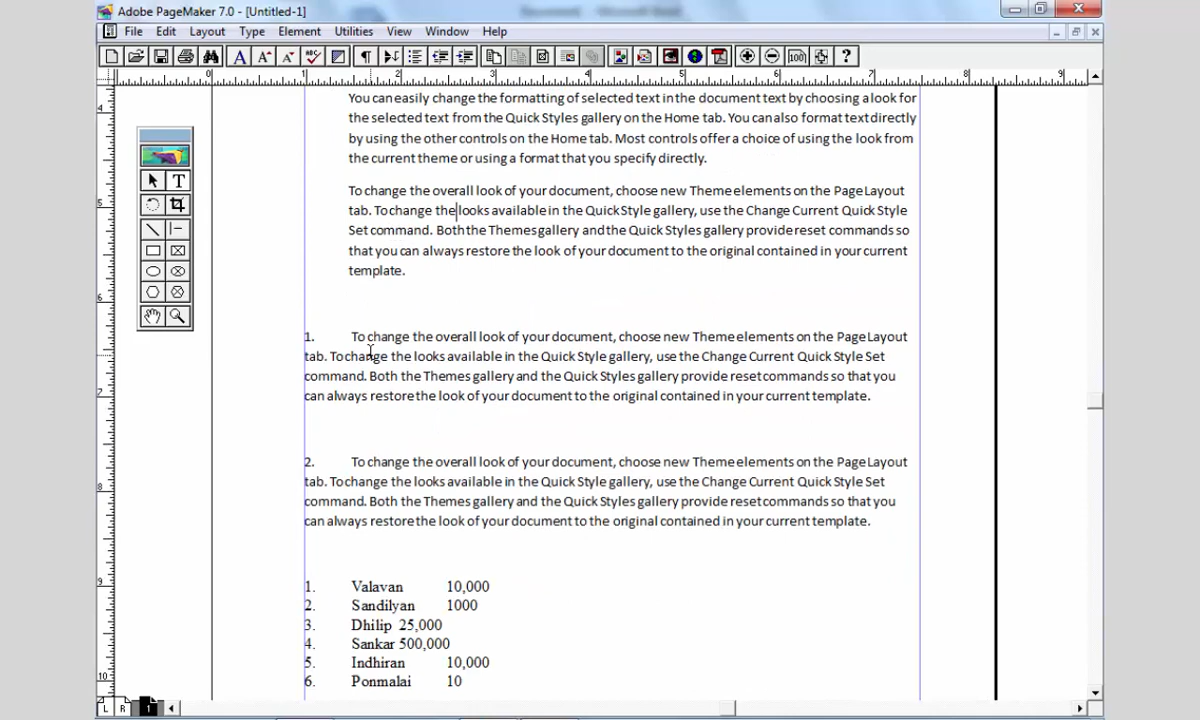 Adobe PageMaker 7.0 - [Untitled-1]
File Edit Layout Type Element Utilities View Window Help
0 2 3 4 5 6 7 8 9
You can easily change the formatting of selected text in the document text by choosing a look for
the selected text from the Quick Styles gallery on the Home tab. You can also format text directly
by using the other controls on the Home tab. Most controls offer a choice of using the look from
the current theme or using a format that you specify directly.
To change the overall look of your document, choose new Theme elements on the Page Layout
tab. To change the looks available in the Quick Style gallery, use the Change Current Quick Style
Set command. Both the Themes gallery and the Quick Styles gallery provide reset commands so
that you can always restore the look of your document to the original contained in your current
template.
1. To change the overall look of your document, choose new Theme elements on the Page Layout
tab. To change the looks available in the Quick Style gallery, use the Change Current Quick Style Set
command. Both the Themes gallery and the Quick Styles gallery provide reset commands so that you
can always restore the look of your document to the original contained in your current template.
2. To change the overall look of your document, choose new Theme elements on the Page Layout
tab. To change the looks available in the Quick Style gallery, use the Change Current Quick Style Set
command. Both the Themes gallery and the Quick Styles gallery provide reset commands so that you
can always restore the look of your document to the original contained in your current template.
1. Valavan 10,000
2. Sandilyan 1000
3. Dhilip 25,000
4. Sankar 500,000
5. Indhiran 10,000
6. Ponmalai 10
L R 1